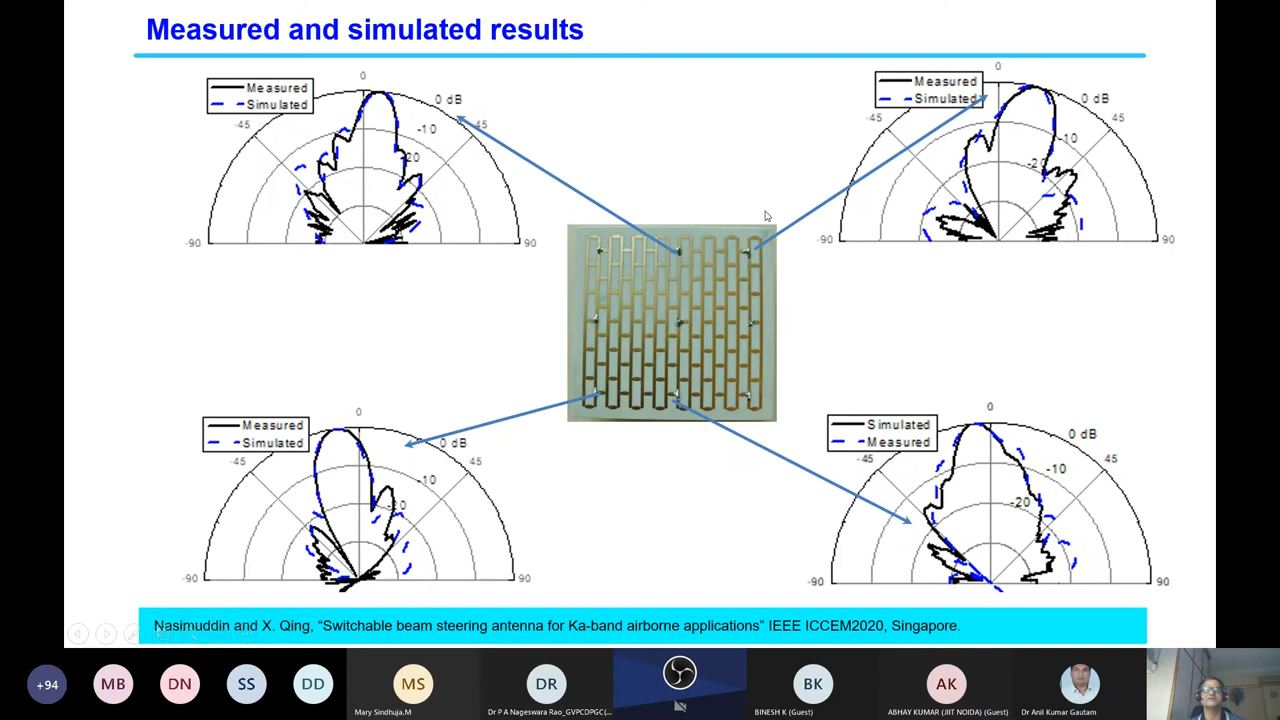 Measured and simulated results
Measured
Simulated
0
0 dB
-45
45
-10
-20
-90
90
Measured
Simulated
0
0 dB
45
-10
-20
-90
90
Measured
Simulated
0
0 dB
-45
45
-10
-20
-90
90
Simulated
Measured
0
0 dB
-45
45
-10
-20
-90
90
Nasimuddin and X. Qing, “Switchable beam steering antenna for Ka-band airborne applications” IEEE ICCEM2020, Singapore.
+94
MB
DN
SS
DD
MS
DR
BK
AK
Mary Sindhuja.M
Dr P A Nageswara Rao_GVPCDPGC(...
BINESH K (Guest)
ABHAY KUMAR (JIIT NOIDA) (Guest)
Dr Anil Kumar Gautam